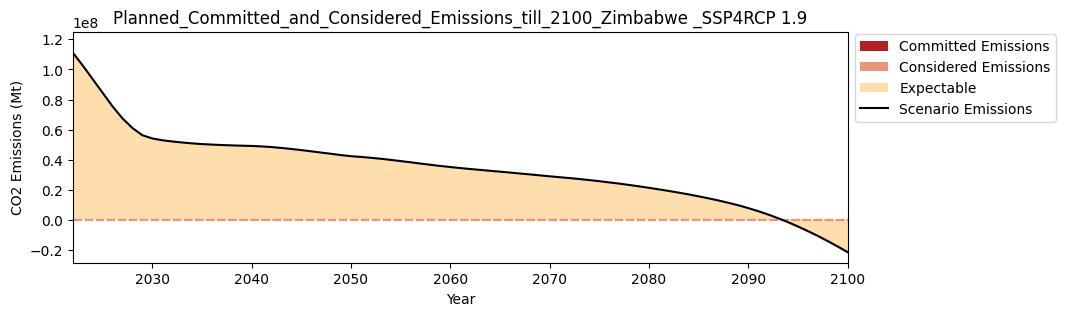 Planned_Committed_and_Considered_Emissions_till_2100_Zimbabwe _SSP4RCP 1.9
1e8
1.2
1.0
0.8
0.6
0.4
0.2
0.0
−0.2
CO2 Emissions (Mt)
2030 2040 2050 2060 2070 2080 2090 2100
Year
Committed Emissions
Considered Emissions
Expectable
Scenario Emissions